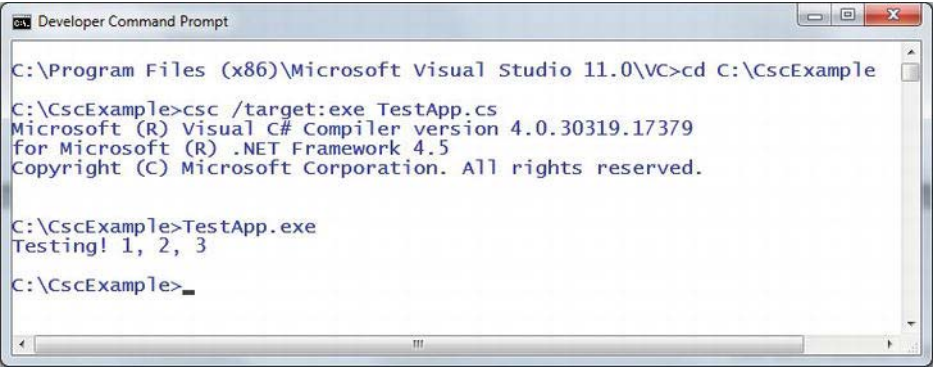 Developer Command Prompt
C:\Program Files (x86)\Microsoft Visual Studio 11.0\VC>cd C:\CscExample
C:\CscExample>csc /target:exe TestApp.cs
Microsoft (R) Visual C# Compiler version 4.0.30319.17379
for Microsoft (R) .NET Framework 4.5
Copyright (C) Microsoft Corporation. All rights reserved.
C:\CscExample>TestApp.exe
Testing! 1, 2, 3
C:\CscExample>